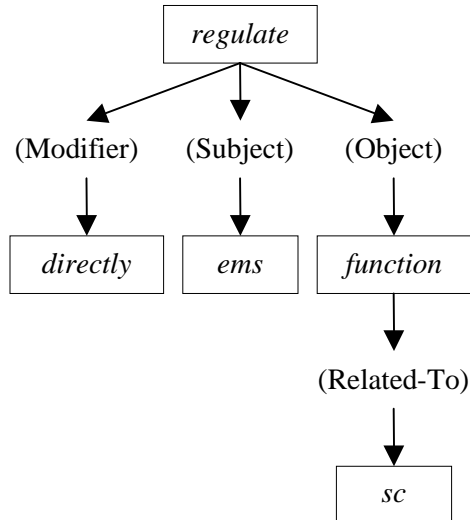 regulate
(Modifier) (Subject) (Object)
directly ems function
(Related-To)
sc